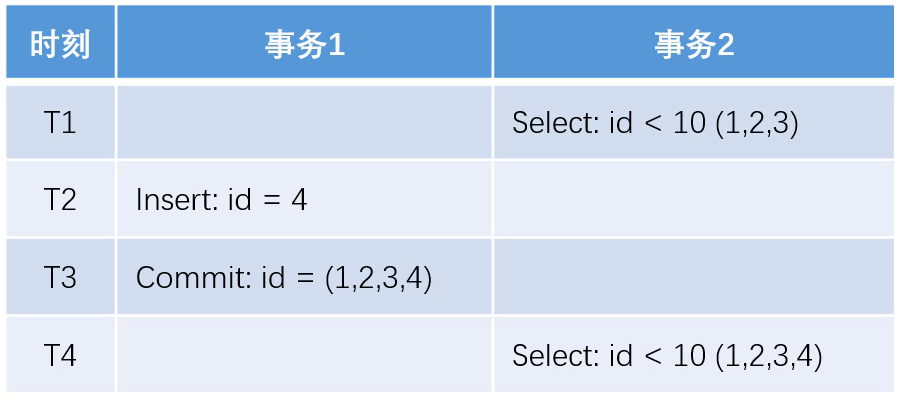 时刻 事务1 事务2
T1 Select: id < 10 (1,2,3)
T2 Insert: id = 4
T3 Commit: id = (1,2,3,4)
T4 Select: id < 10 (1,2,3,4)